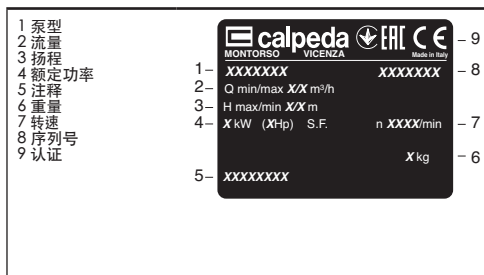 1 泵型
2 流量
3 扬程
4 额定功率
5 注释
6 重量
7 转速
8 序列号
9 认证
calpeda EAC CE – 9
MONTORSO VICENZA Made in Italy
1– XXXXXXX XXXXXXX – 8
2– Q min/max X/X m³/h
3– H max/min X/X m
4– X kW (XHp) S.F. n XXXX/min – 7
X kg – 6
5– XXXXXXXX